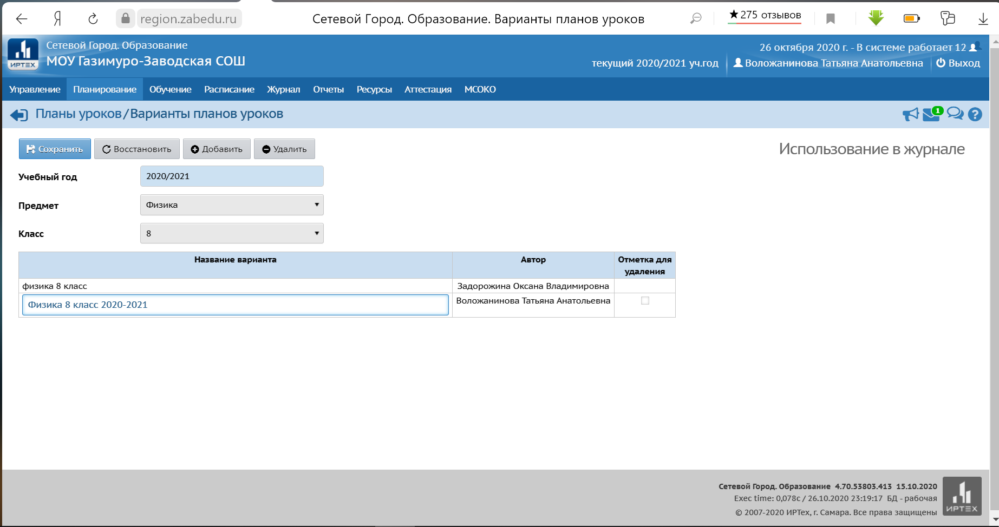 Я
region.zabedu.ru
Сетевой Город. Образование. Варианты планов уроков
★275 отзывов
ИРТЕХ
Сетевой Город. Образование
МОУ Газимуро-Заводская СОШ
26 октября 2020 г. - В системе работает 12
текущий 2020/2021 уч.год
Воложанинова Татьяна Анатольевна
Выход
Управление Планирование Обучение Расписание Журнал Отчеты Ресурсы Аттестация МСОКО
Планы уроков/Варианты планов уроков
1
?
Сохранить Восстановить Добавить Удалить
Использование в журнале
Учебный год 2020/2021
Предмет Физика
Класс 8
Название варианта Автор Отметка для
удаления
физика 8 класс Задорожина Оксана Владимировна
Физика 8 класс 2020-2021 Воложанинова Татьяна Анатольевна
Сетевой Город. Образование 4.70.53803.413 15.10.2020
Exec time: 0,078с / 26.10.2020 23:19:17 БД - рабочая
© 2007-2020 ИРТех, г. Самара. Все права защищены
ИРТЕХ